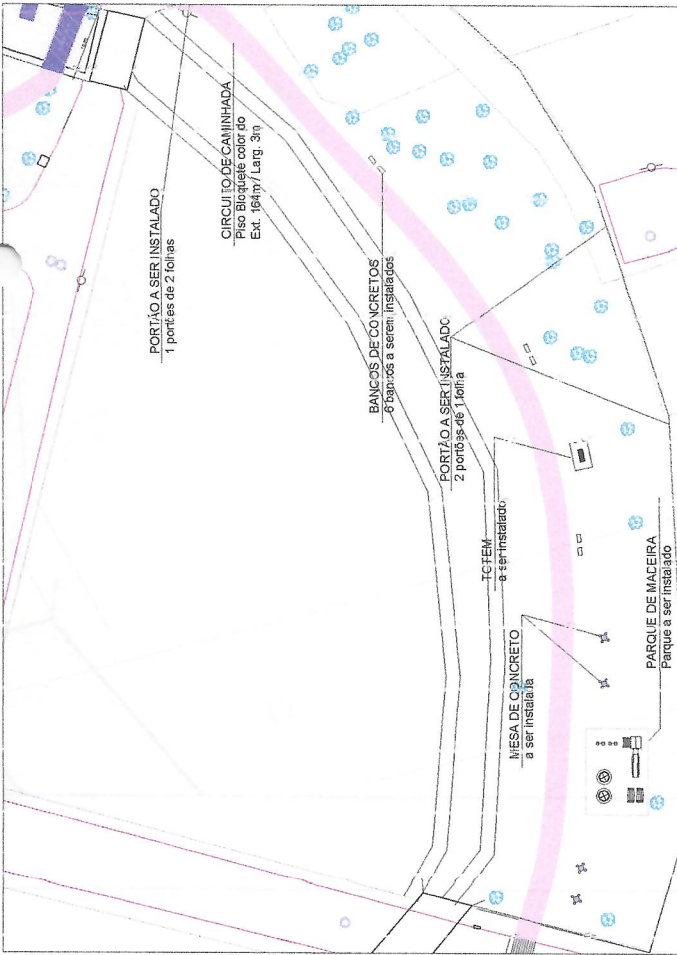 PORTÃO A SER INSTALADO
1 portões de 2 folhas
CIRCUITO DE CAMINHADA
Piso Bloquete colorido
Ext. 164m / Larg. 3m
BANCOS DE CONCRETOS
6 bancos a serem instalados
PORTÃO A SER INSTALADO
2 portões de 1 folha
TOTEM
a ser instalado
MESA DE CONCRETO
a ser instalada
PARQUE DE MADEIRA
Parque a ser instalado